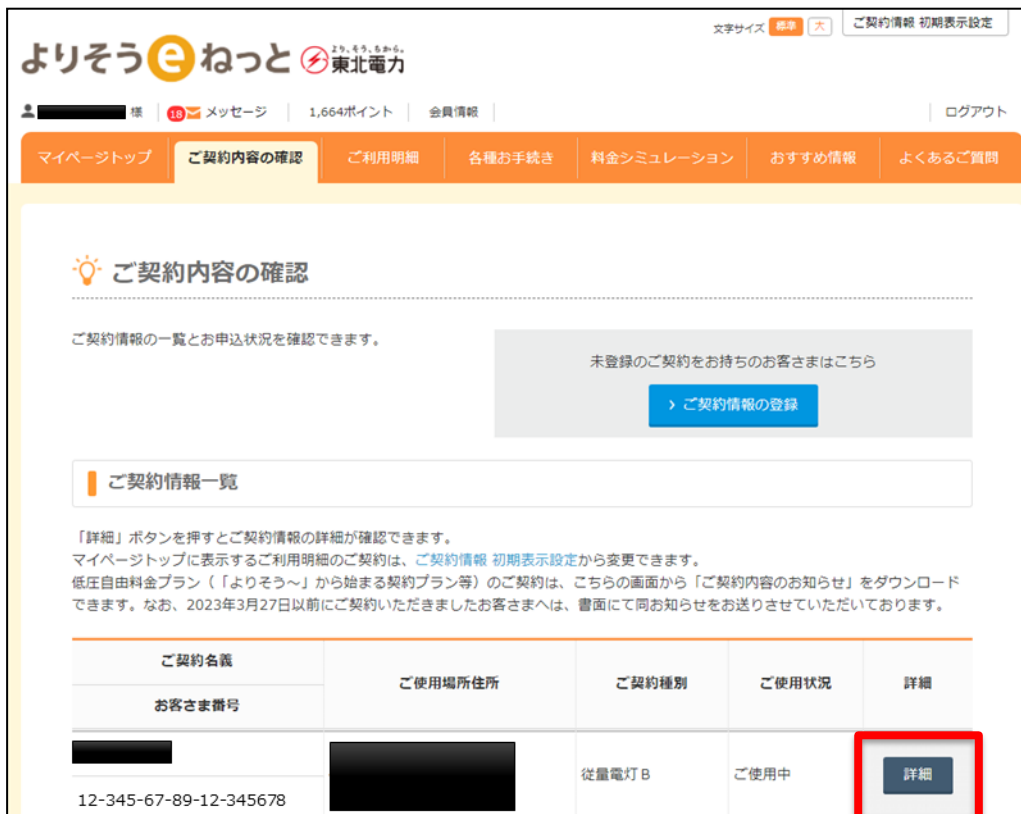 文字サイズ 標準 大 ご契約情報 初期表示設定
よりそうeねっと より、そう、ちから。 東北電力
様 18 メッセージ 1,664ポイント 会員情報 ログアウト
マイページトップ ご契約内容の確認 ご利用明細 各種お手続き 料金シミュレーション おすすめ情報 よくあるご質問
ご契約内容の確認
ご契約情報の一覧とお申込状況を確認できます。
未登録のご契約をお持ちのお客さまはこちら
› ご契約情報の登録
ご契約情報一覧
「詳細」ボタンを押すとご契約情報の詳細が確認できます。
マイページトップに表示するご利用明細のご契約は、ご契約情報 初期表示設定から変更できます。
低圧自由料金プラン（「よりそう～」から始まる契約プラン等）のご契約は、こちらの画面から「ご契約内容のお知らせ」をダウンロード
できます。なお、2023年3月27日以前にご契約いただきましたお客さまへは、書面にて同お知らせをお送りさせていただいております。
ご契約名義
お客さま番号
ご使用場所住所
ご契約種別
ご使用状況
詳細
従量電灯B
ご使用中
詳細
12-345-67-89-12-345678